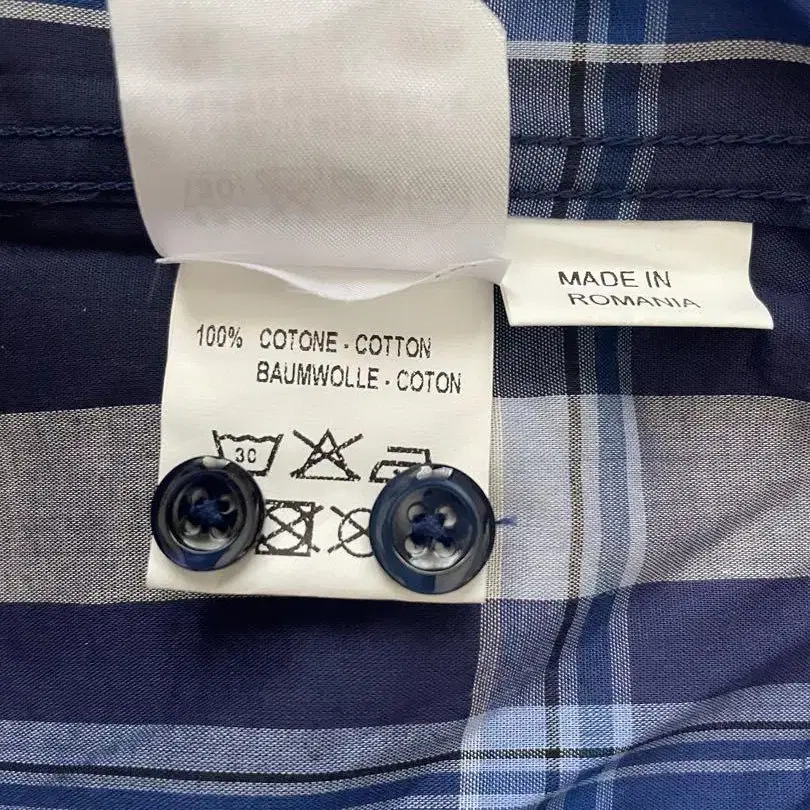 100% COTONE - COTTON
BAUMWOLLE - COTON
30
MADE IN
ROMANIA